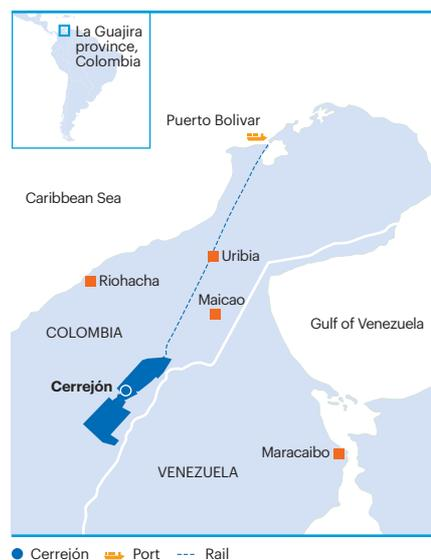 La Guajira
province,
Colombia
Puerto Bolivar
Caribbean Sea
Uribia
Riohacha
Maicao
Gulf of Venezuela
COLOMBIA
Cerrejón
Maracaibo
VENEZUELA
Cerrejón Port Rail